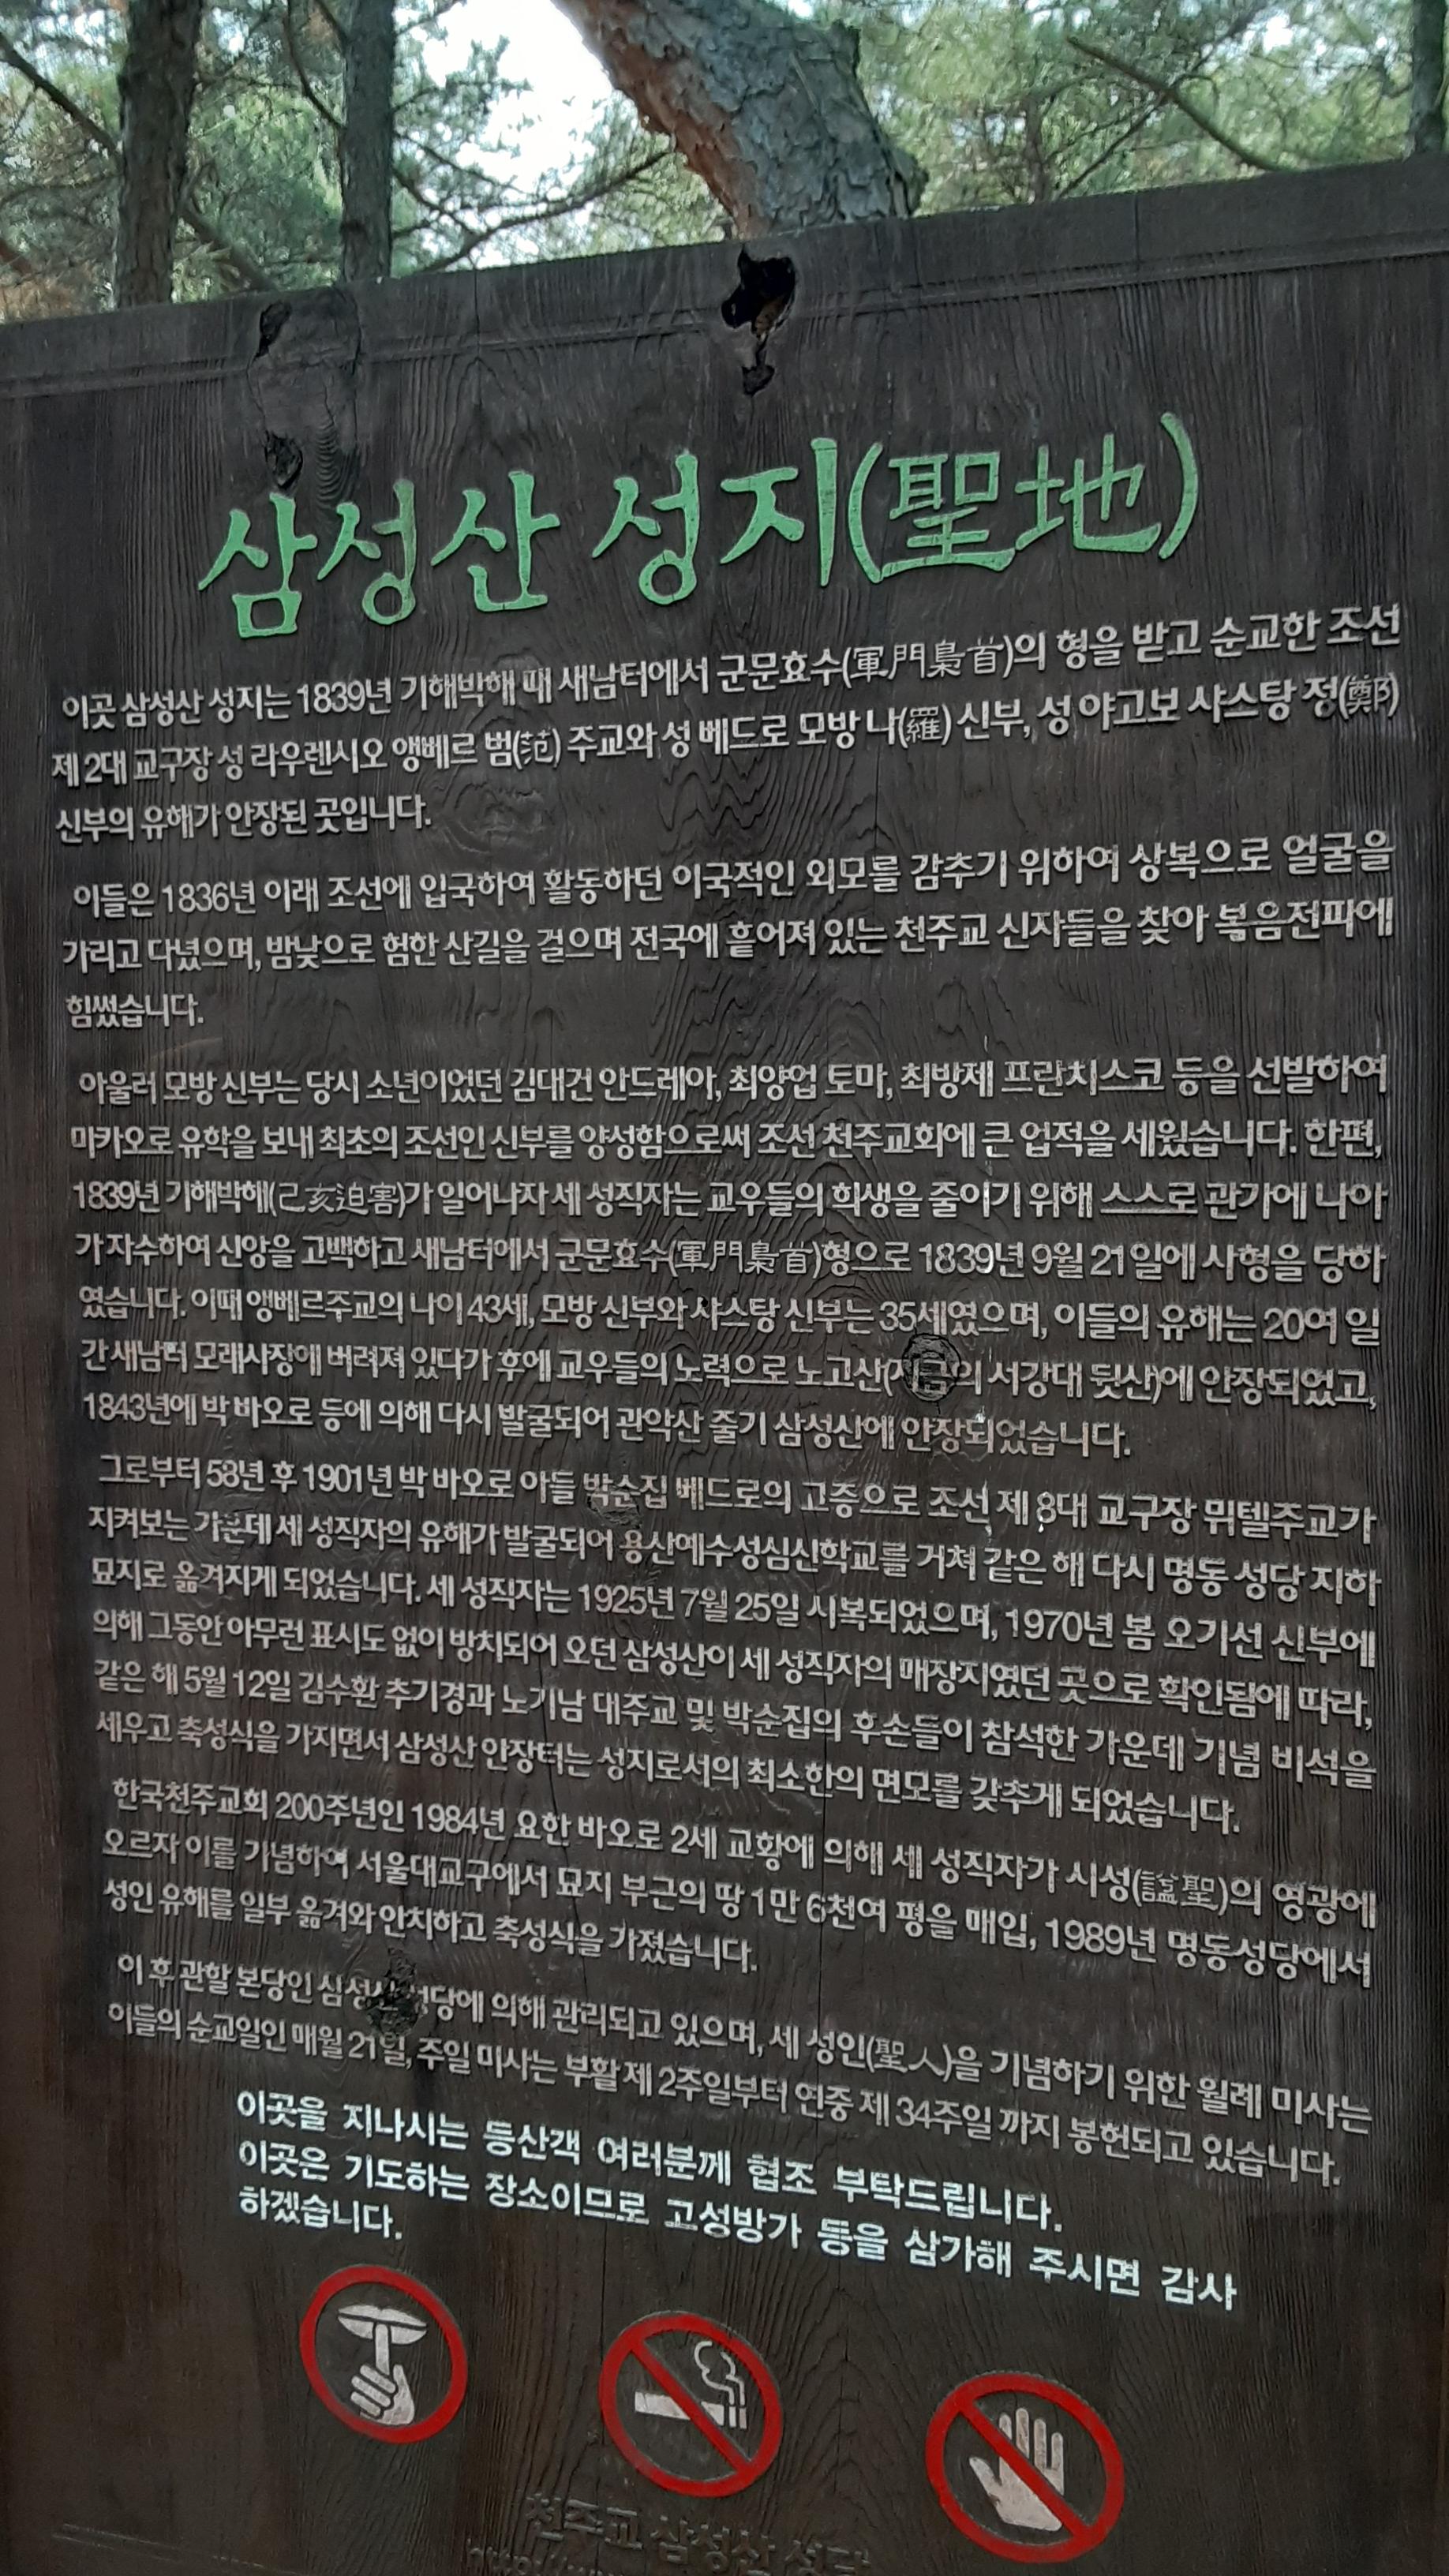 삼성산 성지(聖地)
이곳 삼성산 성지는 1839년 기해박해 때 새남터에서 군문효수(軍門梟首)의 형을 받고 순교한 조선
제 2대 교구장 성 라우렌시오 앵베르 범(范) 주교와 성 베드로 모방 나(羅) 신부, 성 야고보 샤스탕 정(鄭)
신부의 유해가 안장된 곳입니다.
이들은 1836년 이래 조선에 입국하여 활동하던 이국적인 외모를 감추기 위하여 상복으로 얼굴을
가리고 다녔으며, 밤낮으로 험한 산길을 걸으며 전국에 흩어져 있는 천주교 신자들을 찾아 복음전파에
힘썼습니다.
아울러 모방 신부는 당시 소년이었던 김대건 안드레아, 최양업 토마, 최방제 프란치스코 등을 선발하여
마카오로 유학을 보내 최초의 조선인 신부를 양성함으로써 조선 천주교회에 큰 업적을 세웠습니다. 한편,
1839년 기해박해(己亥迫害)가 일어나자 세 성직자는 교우들의 희생을 줄이기 위해 스스로 관가에 나아
가 자수하여 신앙을 고백하고 새남터에서 군문효수(軍門梟首)형으로 1839년 9월 21일에 사형을 당하
였습니다. 이때 앵베르주교의 나이 43세, 모방 신부와 샤스탕 신부는 35세였으며, 이들의 유해는 20여 일
간 새남터 모래사장에 버려져 있다가 후에 교우들의 노력으로 노고산(의 서강대 뒷산)에 안장되었고,
1843년에 박 바오로 등에 의해 다시 발굴되어 관악산 줄기 삼성산에 안장되었습니다.
그로부터 58년 후 1901년 박 바오로 아들 박순집 베드로의 고증으로 조선 제 8대 교구장 뮈텔주교가
지켜보는 가운데 세 성직자의 유해가 발굴되어 용산예수성심신학교를 거쳐 같은 해 다시 명동 성당 지하
묘지로 옮겨지게 되었습니다. 세 성직자는 1925년 7월 25일 시복되었으며, 1970년 봄 오기선 신부에
의해 그동안 아무런 표시도 없이 방치되어 오던 삼성산이 세 성직자의 매장지였던 곳으로 확인됨에 따라,
같은 해 5월 12일 김수환 추기경과 노기남 대주교 및 박순집의 후손들이 참석한 가운데 기념 비석을
세우고 축성식을 가지면서 삼성산 안장터는 성지로서의 최소한의 면모를 갖추게 되었습니다.
한국천주교회 200주년인 1984년 요한 바오로 2세 교황에 의해 세 성직자가 시성(諡聖)의 영광에
오르자 이를 기념하여 서울대교구에서 묘지 부근의 땅 1만 6천여 평을 매입, 1989년 명동성당에서
성인 유해를 일부 옮겨와 안치하고 축성식을 가졌습니다.
이 후 관할 본당인 삼성산 성당에 의해 관리되고 있으며, 세 성인(聖人)을 기념하기 위한 월례 미사는
이들의 순교일인 매월 21일, 주일 미사는 부활 제 2주일부터 연중 제 34주일 까지 봉헌되고 있습니다.
이곳을 지나시는 등산객 여러분께 협조 부탁드립니다.
이곳은 기도하는 장소이므로 고성방가 등을 삼가해 주시면 감사
하겠습니다.
천주교 삼성산 성당